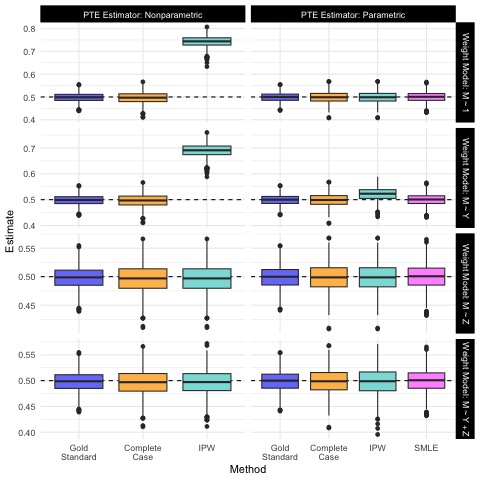 PTE Estimator: Nonparametric
PTE Estimator: Parametric
Estimate
0.8
0.7
0.6
0.5
0.4
Weight Model: M ~ 1
0.7
0.6
0.5
0.4
Weight Model: M ~ Y
0.55
0.50
0.45
Weight Model: M ~ Z
0.55
0.50
0.45
0.40
Weight Model: M ~ Y + Z
Gold
Standard
Complete
Case
IPW
Gold
Standard
Complete
Case
IPW
SMLE
Method